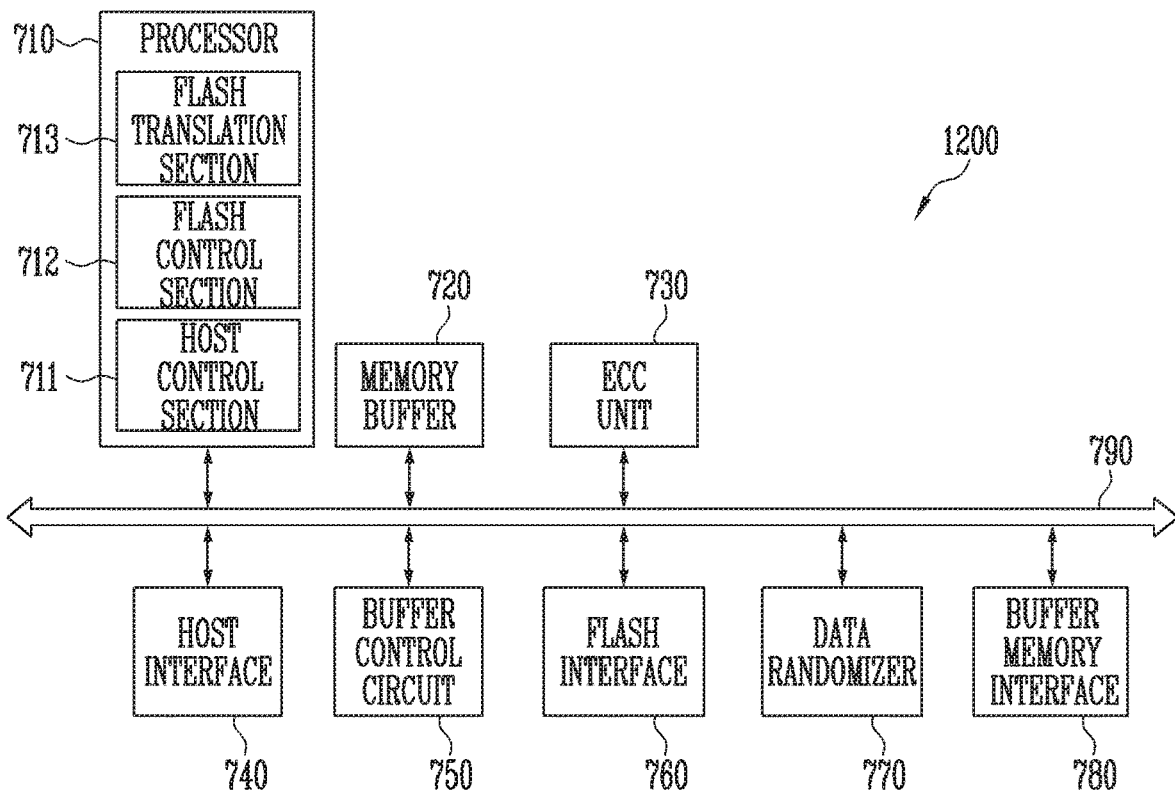 710
PROCESSOR
713
FLASH
TRANSLATION
SECTION
712
FLASH
CONTROL
SECTION
711
HOST
CONTROL
SECTION
1200
720
MEMORY
BUFFER
730
ECC
UNIT
790
HOST
INTERFACE
740
BUFFER
CONTROL
CIRCUIT
750
FLASH
INTERFACE
760
DATA
RANDOMIZER
770
BUFFER
MEMORY
INTERFACE
780